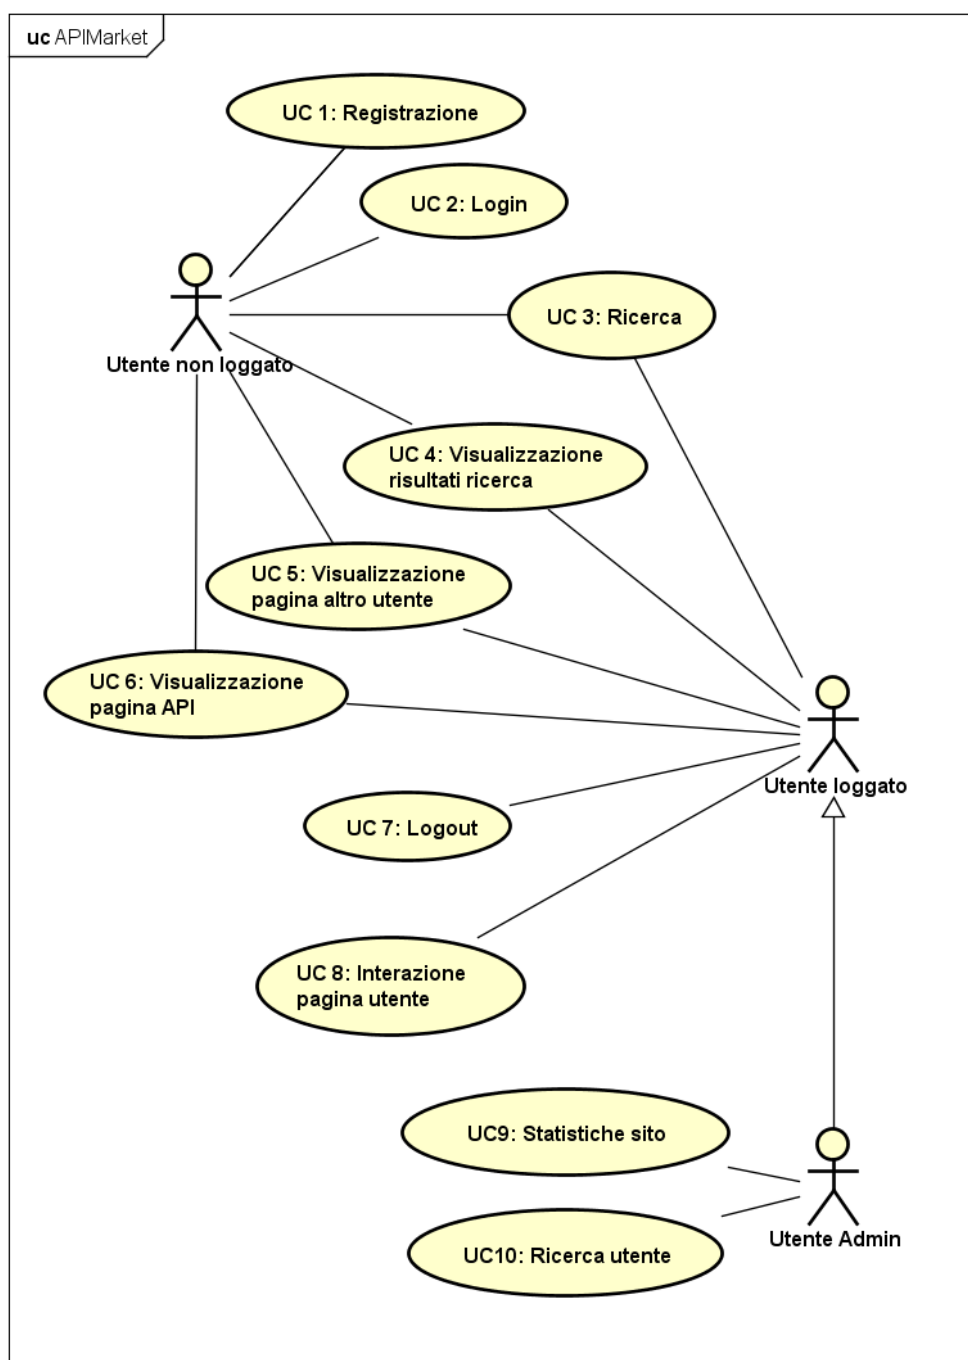 uc APIMarket
UC 1: Registrazione
UC 2: Login
UC 3: Ricerca
Utente non loggato
UC 4: Visualizzazione
risultati ricerca
UC 5: Visualizzazione
pagina altro utente
UC 6: Visualizzazione
pagina API
Utente loggato
UC 7: Logout
UC 8: Interazione
pagina utente
UC9: Statistiche sito
Utente Admin
UC10: Ricerca utente